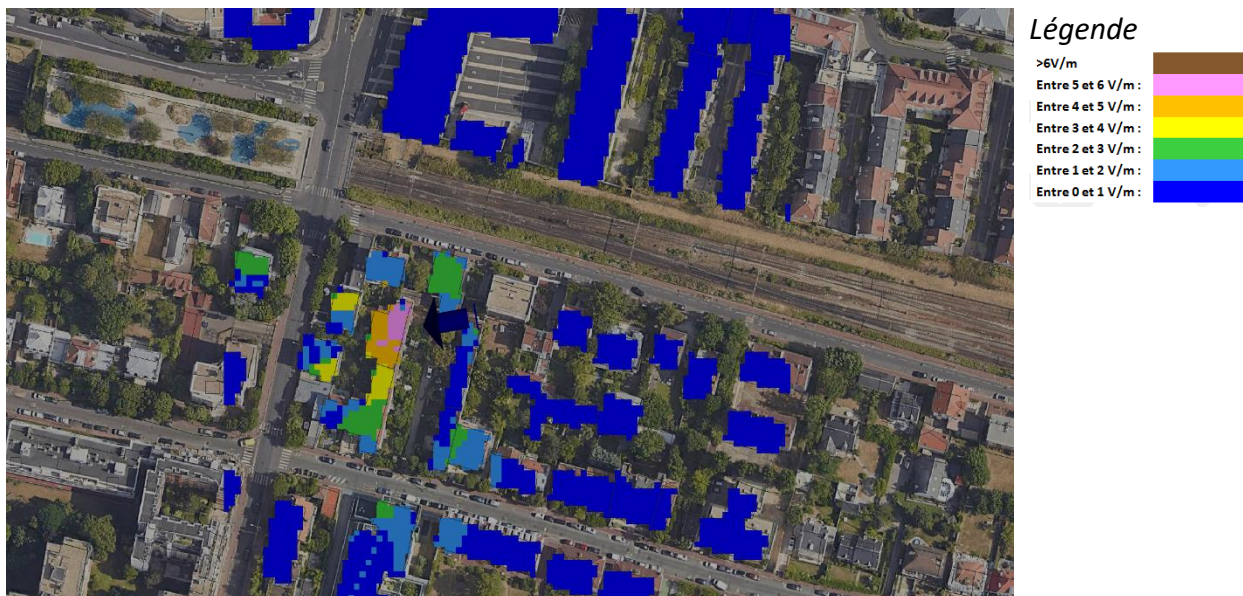 Légende
>6V/m
Entre 5 et 6 V/m :
Entre 4 et 5 V/m :
Entre 3 et 4 V/m :
Entre 2 et 3 V/m :
Entre 1 et 2 V/m :
Entre 0 et 1 V/m :